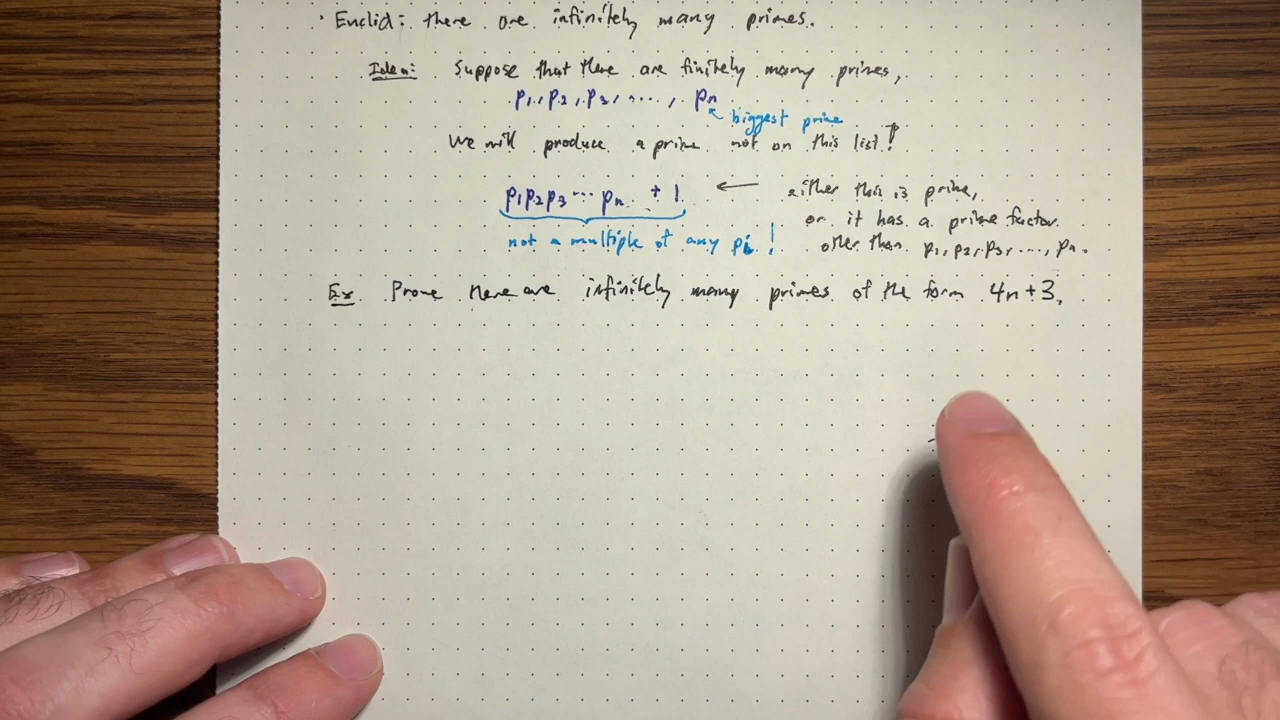 · Euclid: there are infinitely many primes.
Idea: Suppose that there are finitely many primes,
p₁, p₂, p₃, ..., pₙ
biggest prime
We will produce a prime not on this list!
p₁p₂p₃ ⋯ pₙ + 1 ← either this is prime,
or it has a prime factor
not a multiple of any pᵢ! other than p₁, p₂, p₃, ..., pₙ.
Ex Prove there are infinitely many primes of the form 4n+3.